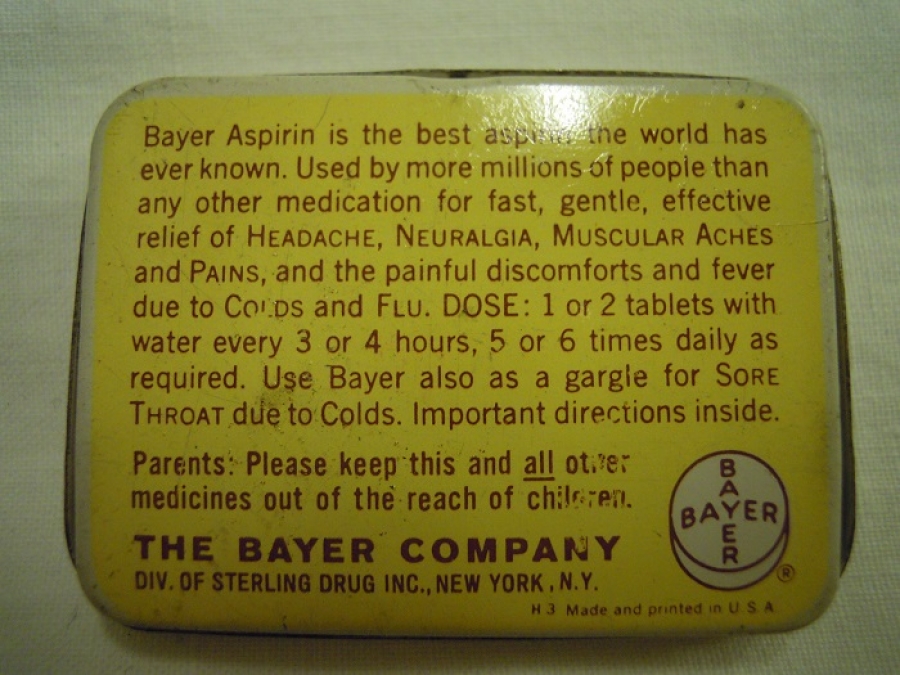 Bayer Aspirin is the best aspirin the world has
ever known. Used by more millions of people than
any other medication for fast, gentle, effective
relief of HEADACHE, NEURALGIA, MUSCULAR ACHES
and PAINS, and the painful discomforts and fever
due to COLDS and FLU. DOSE: 1 or 2 tablets with
water every 3 or 4 hours, 5 or 6 times daily as
required. Use Bayer also as a gargle for SORE
THROAT due to Colds. Important directions inside.
Parents: Please keep this and all other
medicines out of the reach of children.
BAYER
BAYER
THE BAYER COMPANY
DIV. OF STERLING DRUG INC., NEW YORK, N.Y.
®
H 3 Made and printed in U S A